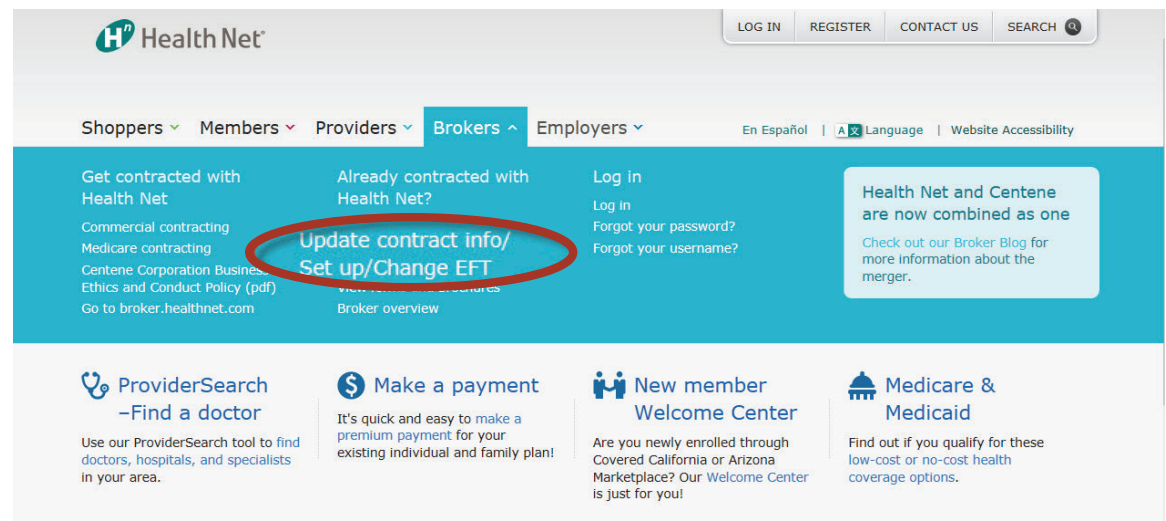 Health Net
LOG IN
REGISTER
CONTACT US
SEARCH
Shoppers
Members
Providers
Brokers
Employers
En Español | A文 Language | Website Accessibility
Get contracted with
Health Net
Commercial contracting
Medicare contracting
Centene Corporation Business
Ethics and Conduct Policy (pdf)
Go to broker.healthnet.com
Already contracted with
Health Net?
Update contract info/
Set up/Change EFT
Broker overview
Log in
Log in
Forgot your password?
Forgot your username?
Health Net and Centene
are now combined as one
Check out our Broker Blog for
more information about the
merger.
ProviderSearch
–Find a doctor
Use our ProviderSearch tool to find
doctors, hospitals, and specialists
in your area.
Make a payment
It's quick and easy to make a
premium payment for your
existing individual and family plan!
New member
Welcome Center
Are you newly enrolled through
Covered California or Arizona
Marketplace? Our Welcome Center
is just for you!
Medicare &
Medicaid
Find out if you qualify for these
low-cost or no-cost health
coverage options.